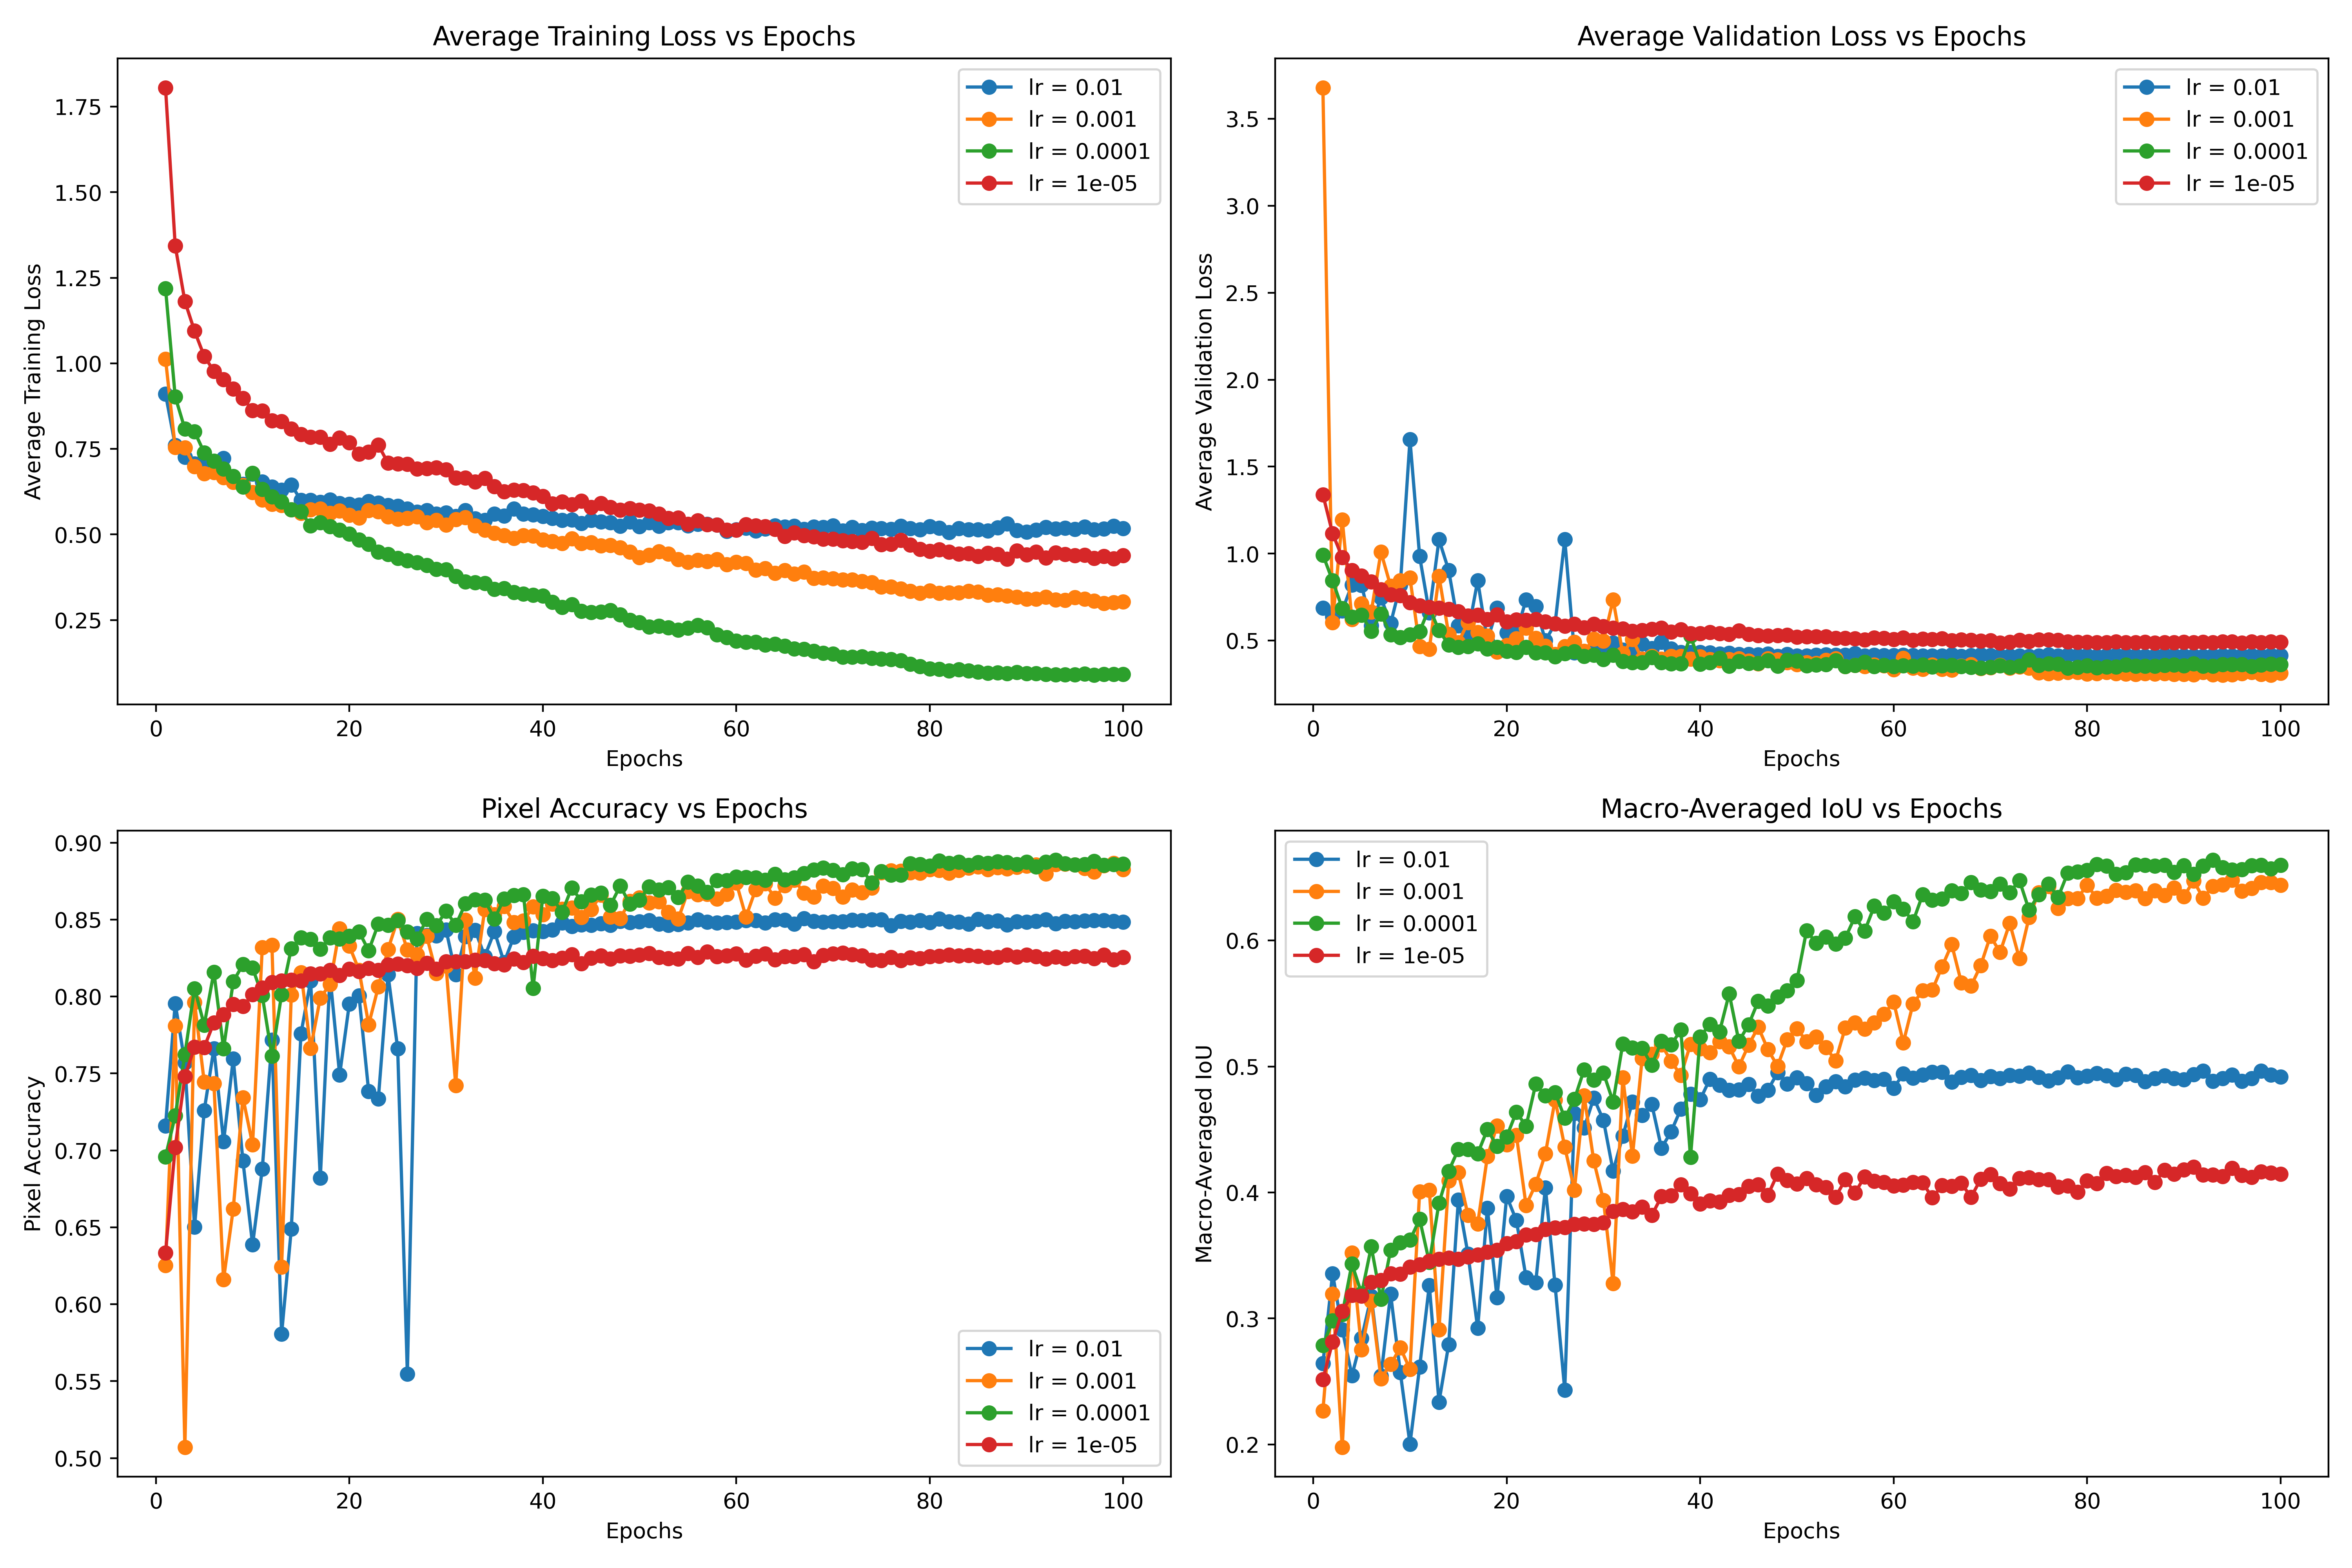 Average Training Loss vs Epochs
Average Training Loss
1.75
1.50
1.25
1.00
0.75
0.50
0.25
lr = 0.01
lr = 0.001
lr = 0.0001
lr = 1e-05
0 20 40 60 80 100
Epochs
Average Validation Loss vs Epochs
Average Validation Loss
3.5
3.0
2.5
2.0
1.5
1.0
0.5
lr = 0.01
lr = 0.001
lr = 0.0001
lr = 1e-05
0 20 40 60 80 100
Epochs
Pixel Accuracy vs Epochs
Pixel Accuracy
0.90
0.85
0.80
0.75
0.70
0.65
0.60
0.55
0.50
lr = 0.01
lr = 0.001
lr = 0.0001
lr = 1e-05
0 20 40 60 80 100
Epochs
Macro-Averaged IoU vs Epochs
Macro-Averaged IoU
lr = 0.01
lr = 0.001
lr = 0.0001
lr = 1e-05
0.6
0.5
0.4
0.3
0.2
0 20 40 60 80 100
Epochs